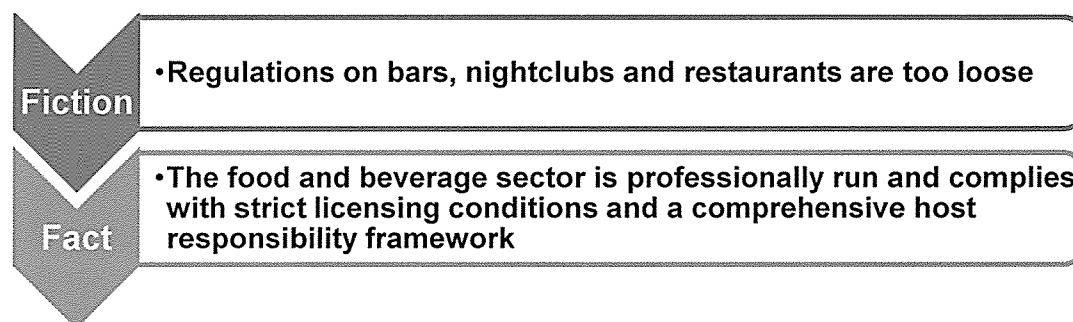 Fiction
•Regulations on bars, nightclubs and restaurants are too loose
Fact
•The food and beverage sector is professionally run and complies
with strict licensing conditions and a comprehensive host
responsibility framework